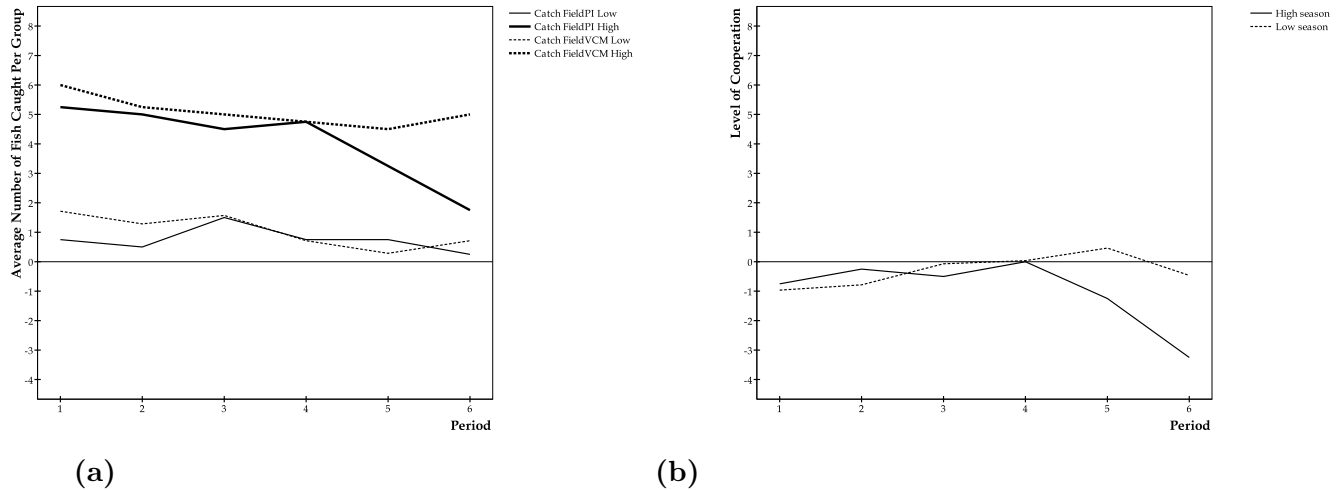 Average Number of Fish Caught Per Group
8
7
6
5
4
3
2
1
0
-1
-2
-3
-4
1 2 3 4 5 6
Period
Catch FieldPI Low
Catch FieldPI High
Catch FieldVCM Low
Catch FieldVCM High
(a)
Level of Cooperation
8
7
6
5
4
3
2
1
0
-1
-2
-3
-4
1 2 3 4 5 6
Period
High season
Low season
(b)